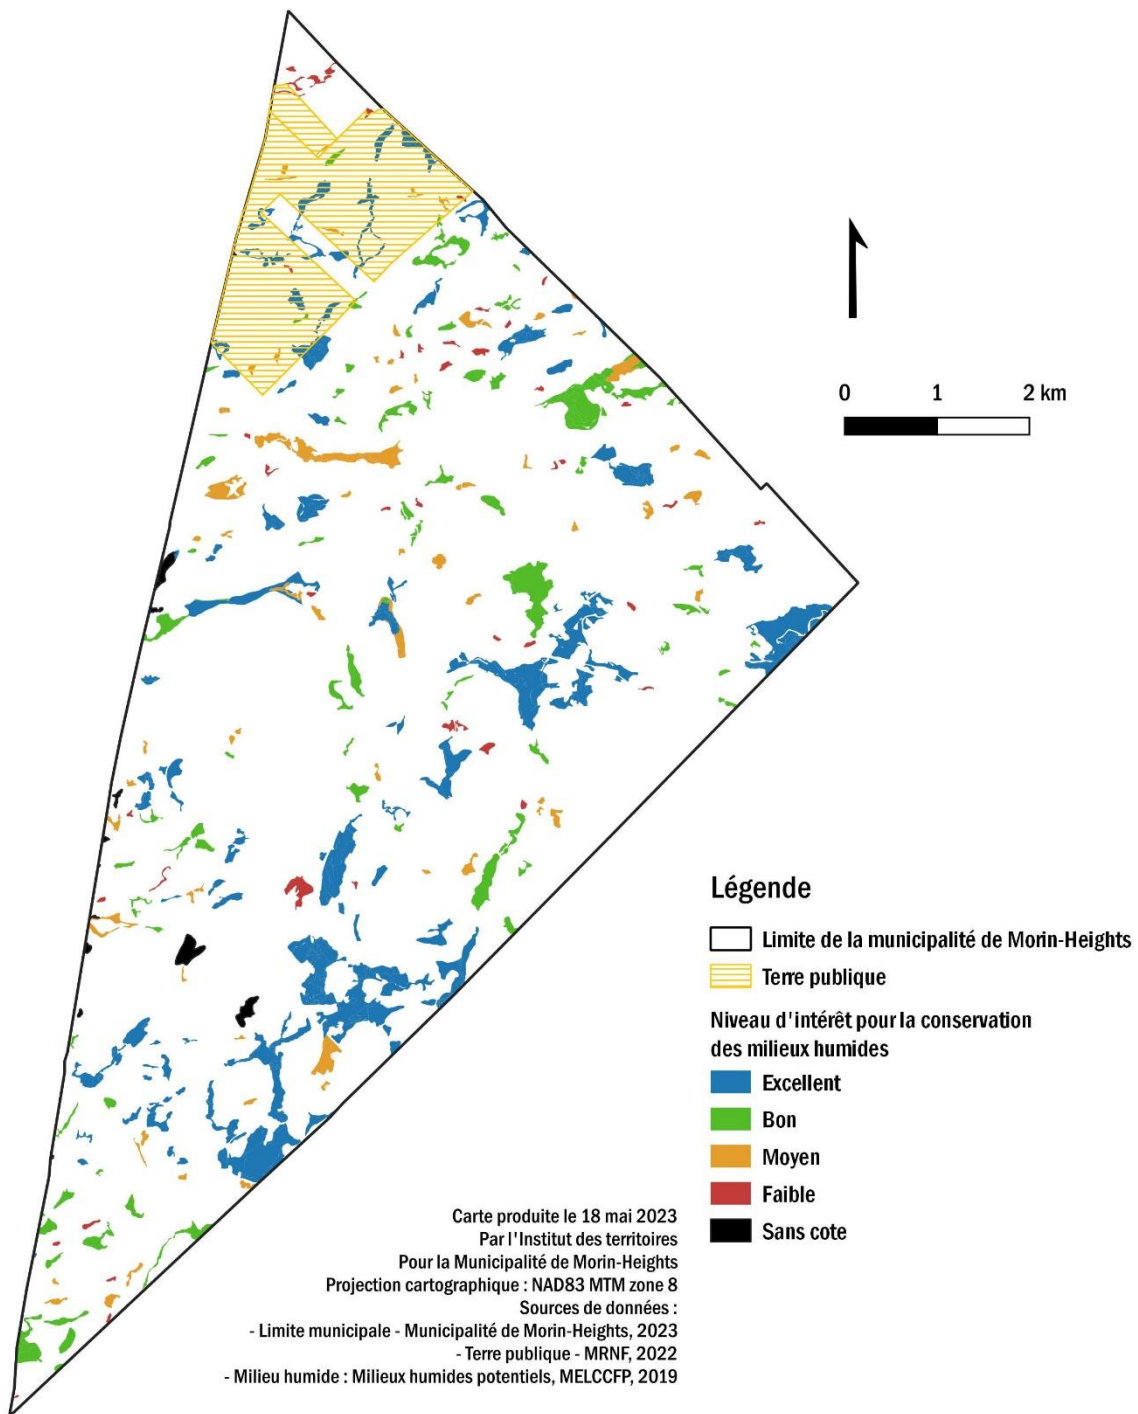 0 1 2 km
Légende
Limite de la municipalité de Morin-Heights
Terre publique
Niveau d'intérêt pour la conservation
des milieux humides
Excellent
Bon
Moyen
Faible
Sans cote
Carte produite le 18 mai 2023
Par l'Institut des territoires
Pour la Municipalité de Morin-Heights
Projection cartographique : NAD83 MTM zone 8
Sources de données :
- Limite municipale - Municipalité de Morin-Heights, 2023
- Terre publique - MRNF, 2022
- Milieu humide : Milieux humides potentiels, MELCCFP, 2019